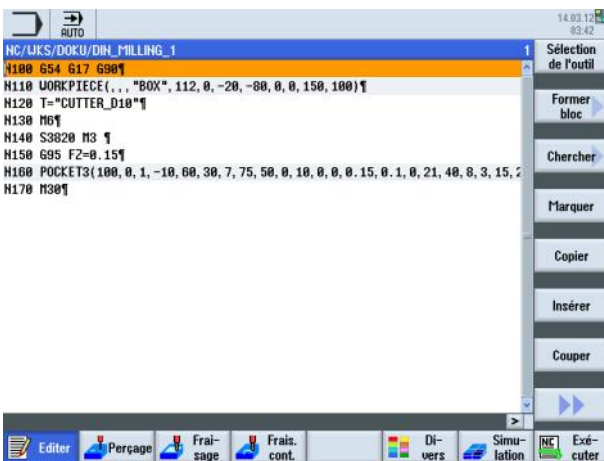 AUTO
14.03.12
03:42
NC/WKS/DOKU/DIN_MILLING_1 1
N100 G54 G17 G90¶
N110 WORKPIECE(,,,"BOX",112,0,-20,-80,0,0,150,100)¶
N120 T="CUTTER_D10"¶
N130 M6¶
N140 S3820 M3 ¶
N150 G95 FZ=0.15¶
N160 POCKET3(100,0,1,-10,60,30,7,75,50,0,10,0,0,0.15,0.1,0,21,40,8,3,15,2
N170 M30¶
Sélection
de l'outil
Former
bloc
Chercher
Marquer
Copier
Insérer
Couper
Editer
Perçage
Frai-
sage
Frais.
cont.
Di-
vers
Simu-
lation
NC
Exé-
cuter